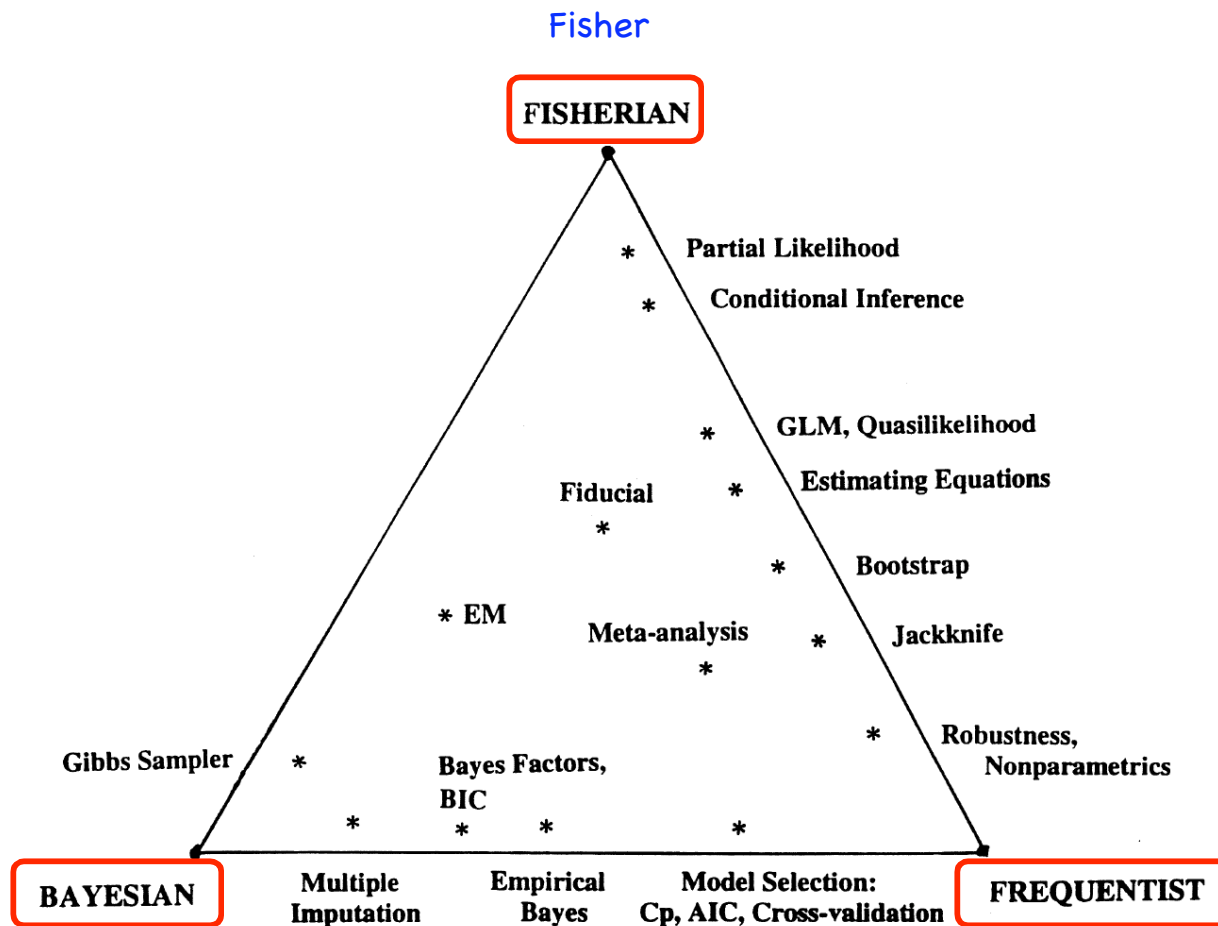 Fisher
FISHERIAN
* Partial Likelihood
* Conditional Inference
* GLM, Quasilikelihood
* Estimating Equations
Fiducial
*
* Bootstrap
* EM
Meta-analysis
* Jackknife
*
* Robustness,
Nonparametrics
Gibbs Sampler *
Bayes Factors,
BIC
* * * *
BAYESIAN
Multiple
Imputation
Empirical
Bayes
Model Selection:
Cp, AIC, Cross-validation
FREQUENTIST